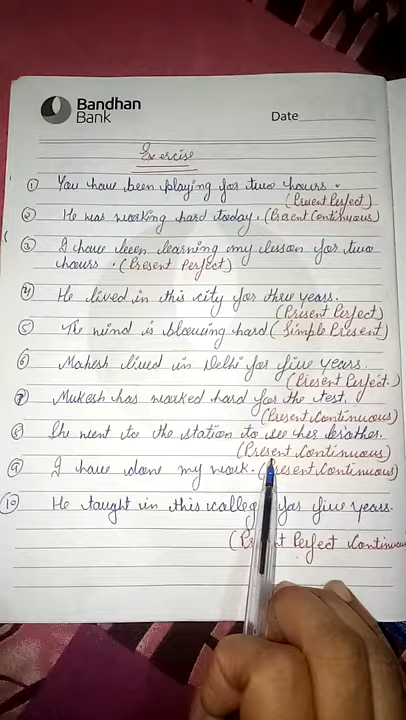 Bandhan
Bank
Date
Exercise
① You have been playing for two hours.
(Present Perfect)
② He was working hard today. (Present Continuous)
③ I have been learning my lesson for two
hours. (Present Perfect)
④ He lived in this city for three years.
(Present Perfect)
⑤ The wind is blowing hard (Simple Present)
⑥ Mahesh lived in Delhi for five years.
(Present Perfect.)
⑦ Mukesh has worked hard for the test.
(Present Continuous)
⑧ She went to the station to see her brother.
(Present Continuous)
⑨ I have done my work. (Present Continuous)
⑩ He taught in this for five years.
Perfect Continuous